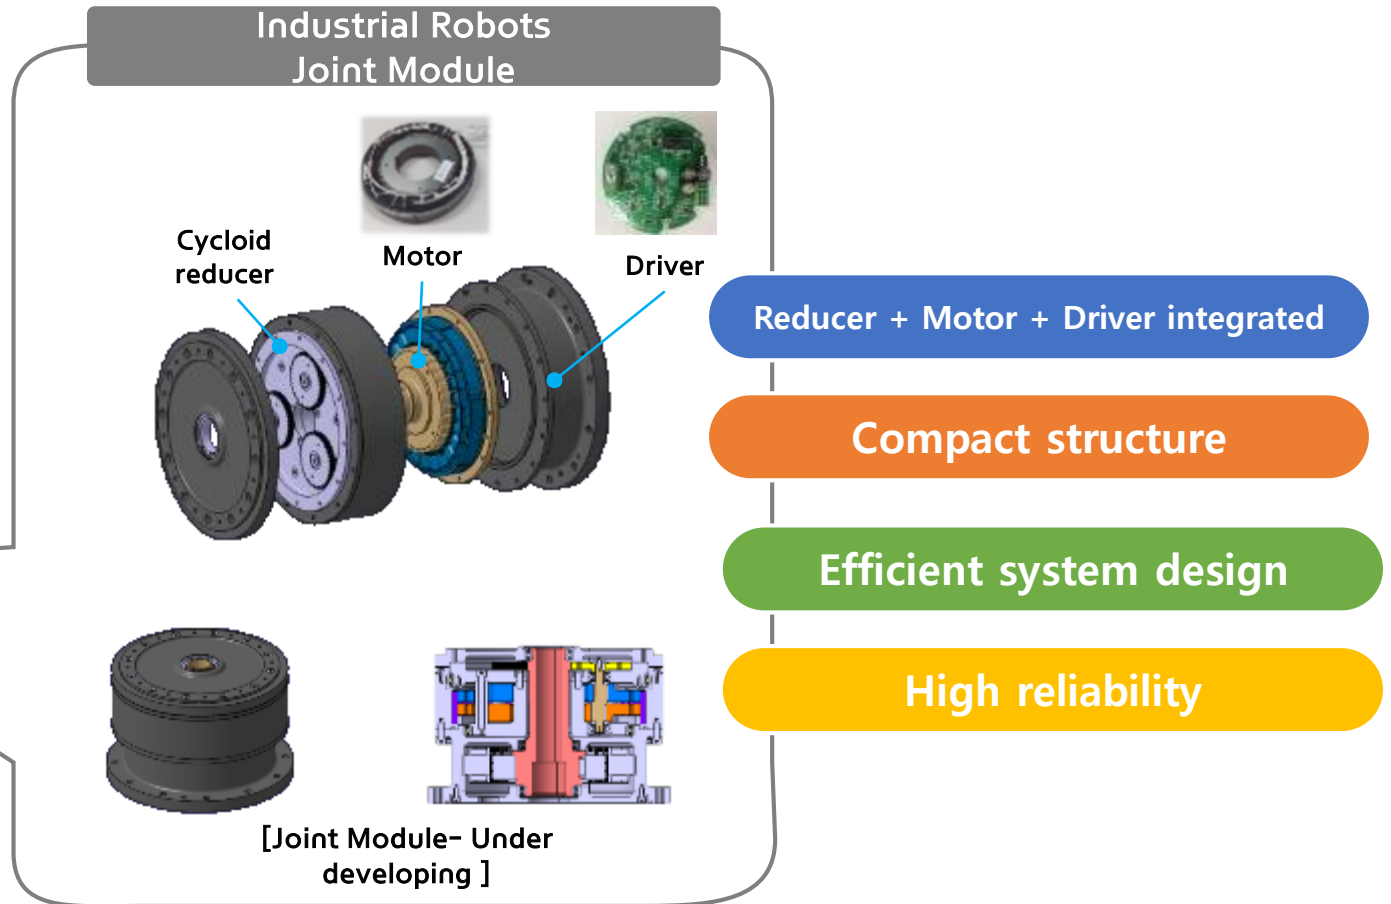 Industrial Robots
Joint Module
Cycloid
reducer
Motor
Driver
Reducer + Motor + Driver integrated
Compact structure
Efficient system design
High reliability
[Joint Module- Under
developing ]